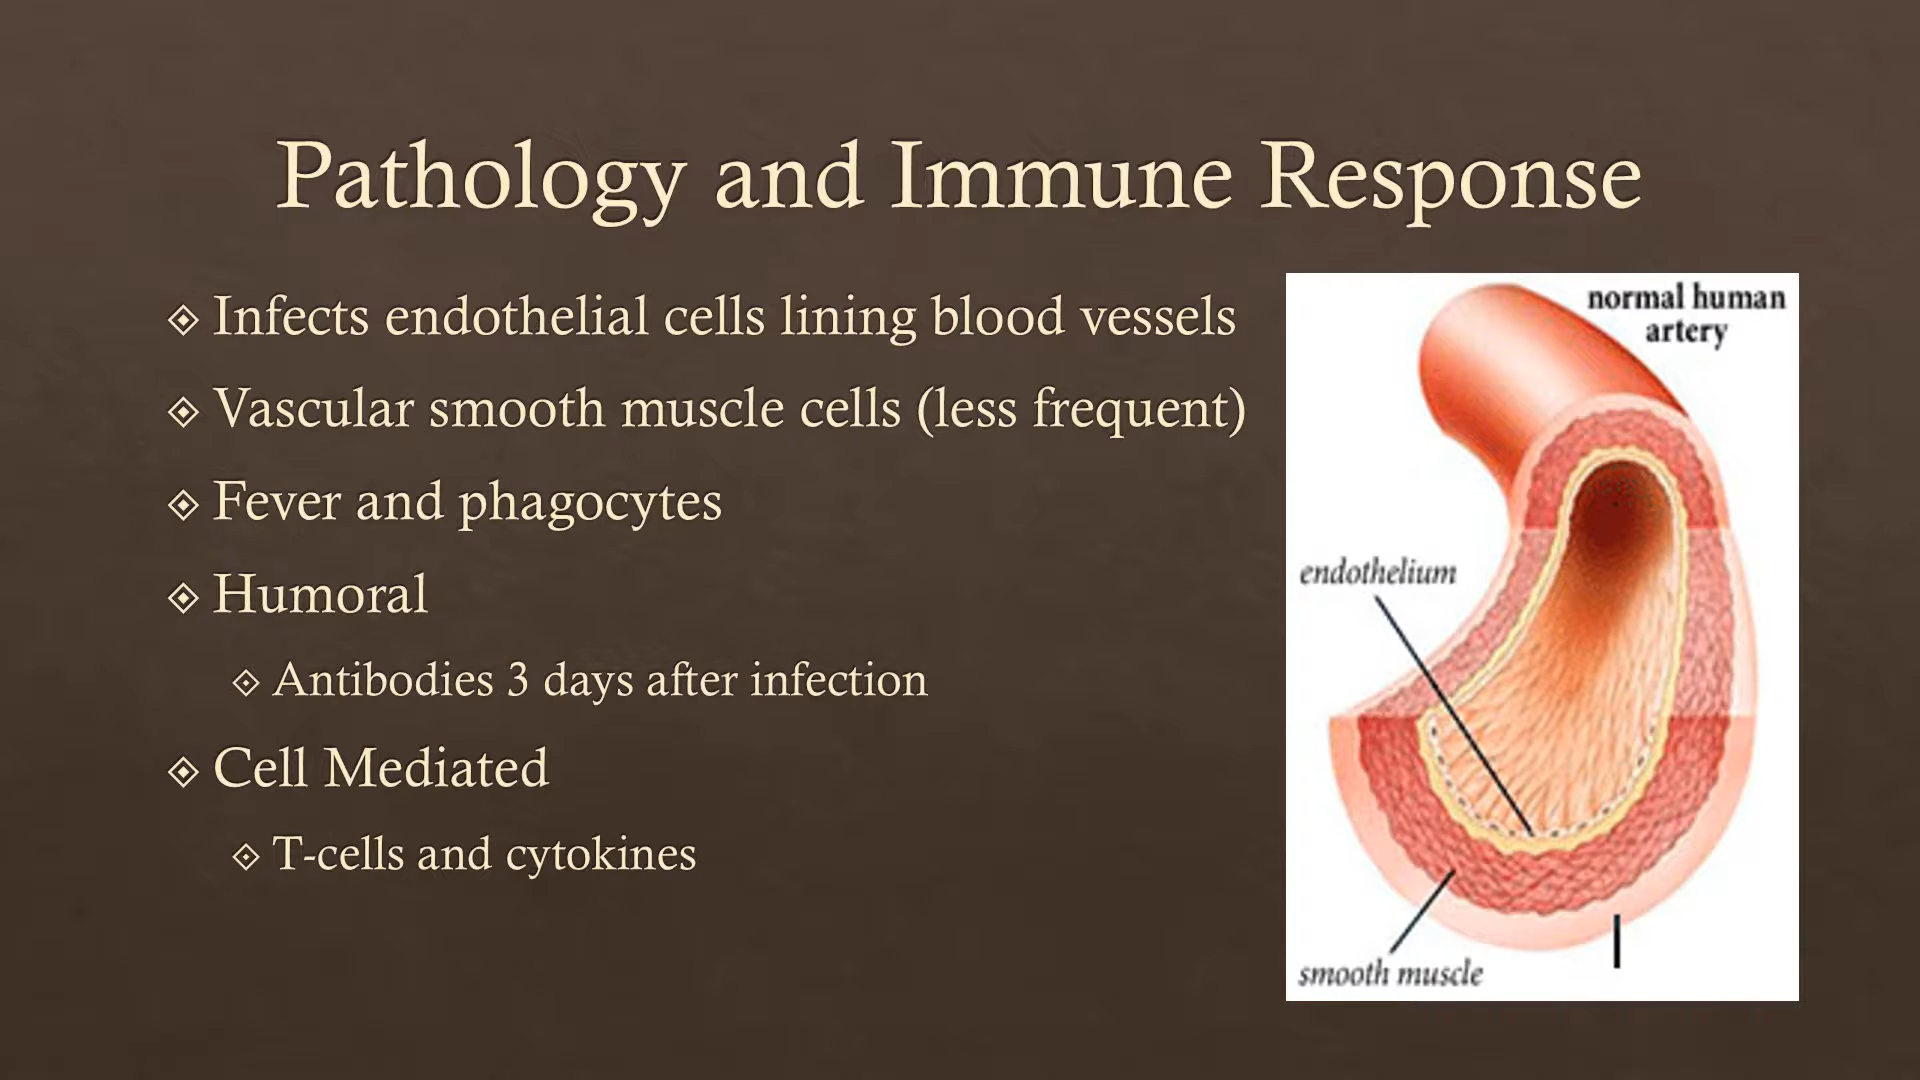 Pathology and Immune Response
Infects endothelial cells lining blood vessels
Vascular smooth muscle cells (less frequent)
Fever and phagocytes
Humoral
Antibodies 3 days after infection
Cell Mediated
T-cells and cytokines
normal human
artery
endothelium
smooth muscle